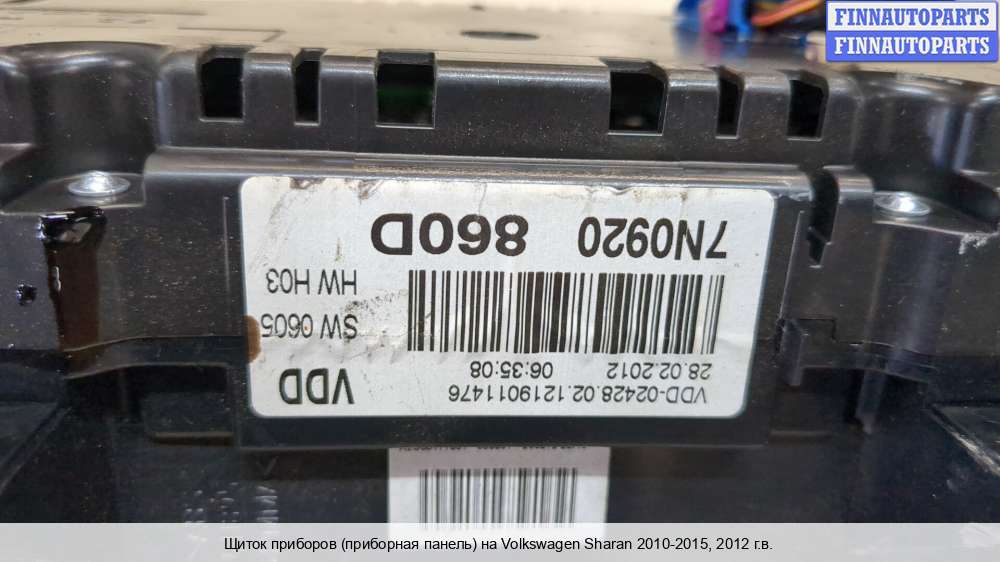 FINNAUTOPARTS
FINNAUTOPARTS
VDD-02428.02.1219011476
28.02.2012 06:35:08
VDD
SW 0605
HW H03
7N0920 860D
Щиток приборов (приборная панель) на Volkswagen Sharan 2010-2015, 2012 г.в.